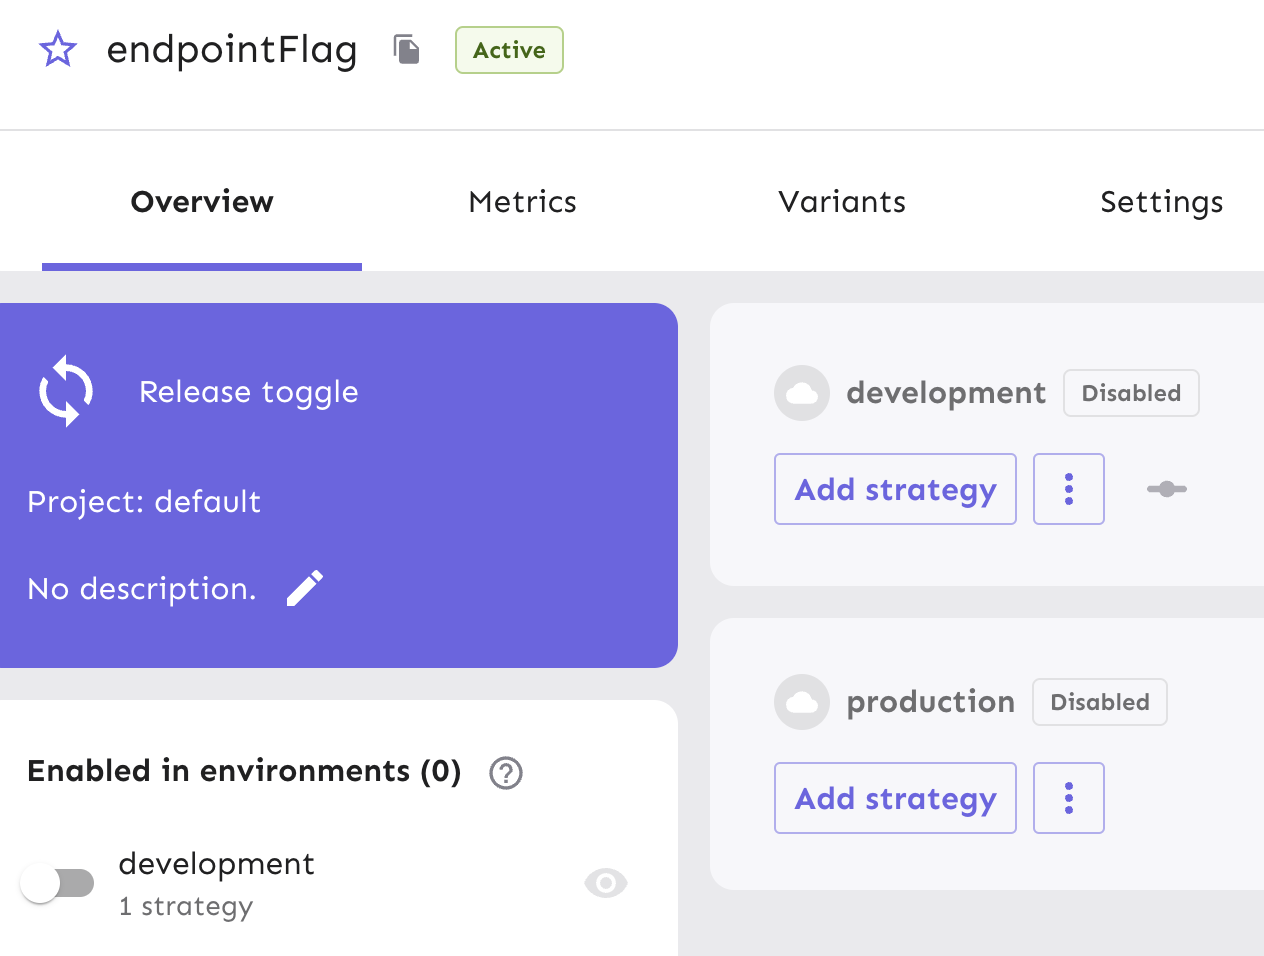 endpointFlag Active
Overview Metrics Variants Settings
Release toggle
Project: default
No description.
Enabled in environments (0) ?
development
1 strategy
development Disabled
Add strategy
production Disabled
Add strategy